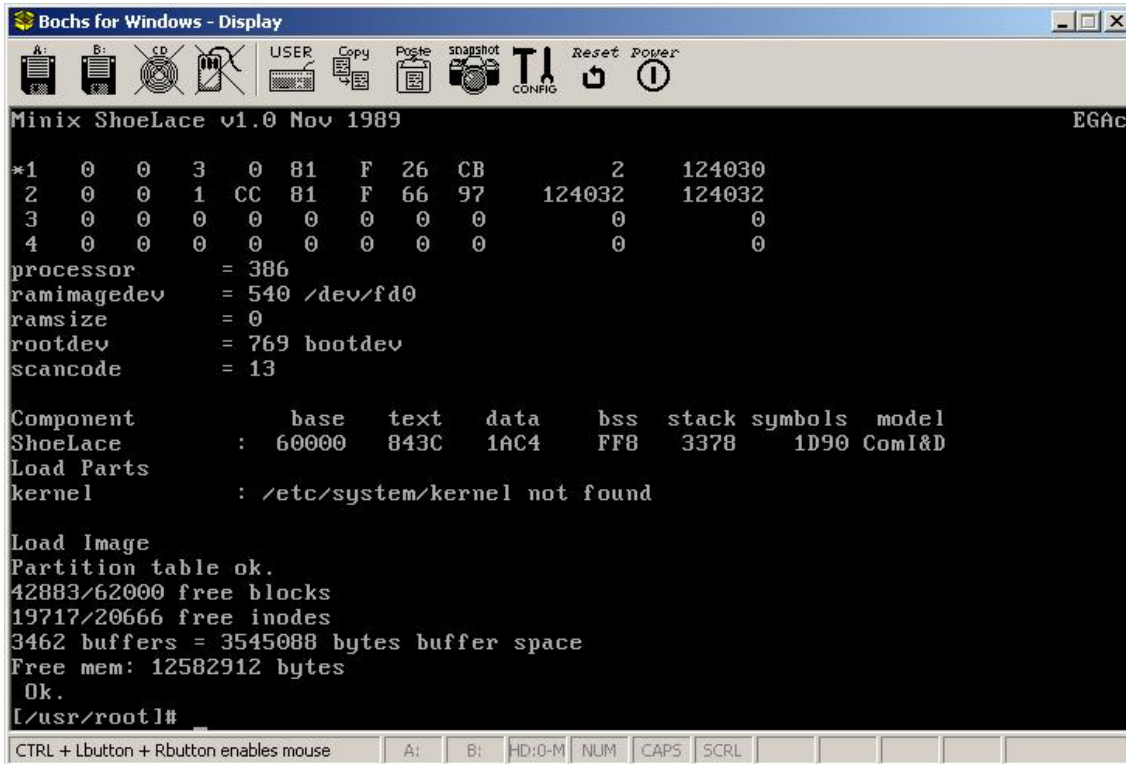 Bochs for Windows - Display
A: B: CD USER Copy Paste snapshot CONFIG Reset Power
Minix ShoeLace v1.0 Nov 1989 EGAc
*1 0 0 3 0 81 F 26 CB 2 124030
2 0 0 1 CC 81 F 66 97 124032 124032
3 0 0 0 0 0 0 0 0 0 0
4 0 0 0 0 0 0 0 0 0 0
processor = 386
ramimagedev = 540 /dev/fd0
ramsize = 0
rootdev = 769 bootdev
scancode = 13
Component base text data bss stack symbols model
ShoeLace : 60000 843C 1AC4 FF8 3378 1D90 ComI&D
Load Parts
kernel : /etc/system/kernel not found
Load Image
Partition table ok.
42883/62000 free blocks
19717/20666 free inodes
3462 buffers = 3545088 bytes buffer space
Free mem: 12582912 bytes
Ok.
[/usr/root]# _
CTRL + Lbutton + Rbutton enables mouse A: B: HD:0-M NUM CAPS SCRL